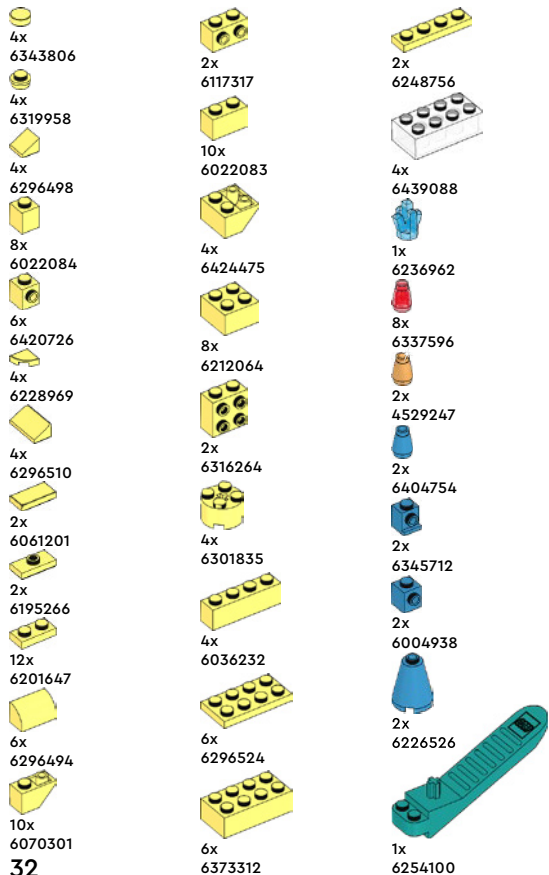 4x
6343806
4x
6319958
4x
6296498
8x
6022084
6x
6420726
4x
6228969
4x
6296510
2x
6061201
2x
6195266
12x
6201647
6x
6296494
10x
6070301
32
2x
6117317
10x
6022083
4x
6424475
8x
6212064
2x
6316264
4x
6301835
4x
6036232
6x
6296524
6x
6373312
2x
6248756
4x
6439088
1x
6236962
8x
6337596
2x
4529247
2x
6404754
2x
6345712
2x
6004938
2x
6226526
1x
6254100